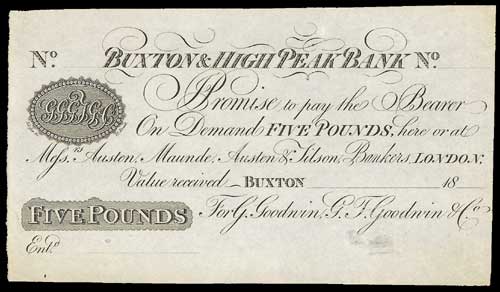 No. BUXTON & HIGH PEAK BANK No.
I Promise to pay the Bearer
On Demand FIVE POUNDS, here or at
Messrs Austen, Maunde, Austen & Tilson, Bankers, LONDON;
Value received BUXTON 18
FIVE POUNDS For G. Goodwin, G. F. Goodwin & Co.
Entd